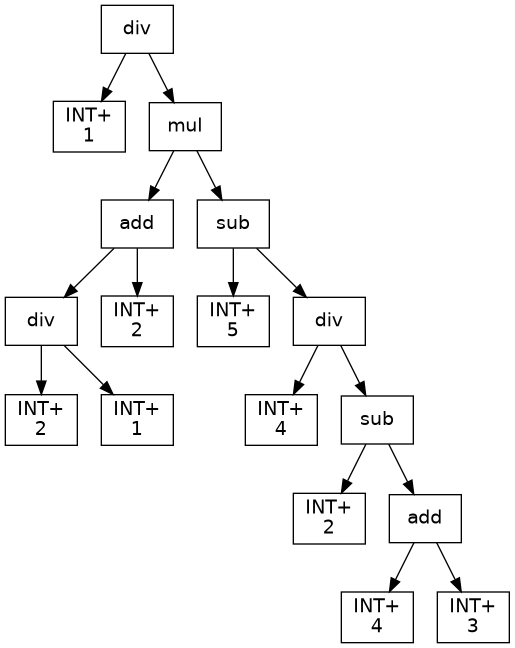 div
INT+
1
mul
add
sub
div
INT+
2
INT+
5
div
INT+
2
INT+
1
INT+
4
sub
INT+
2
add
INT+
4
INT+
3